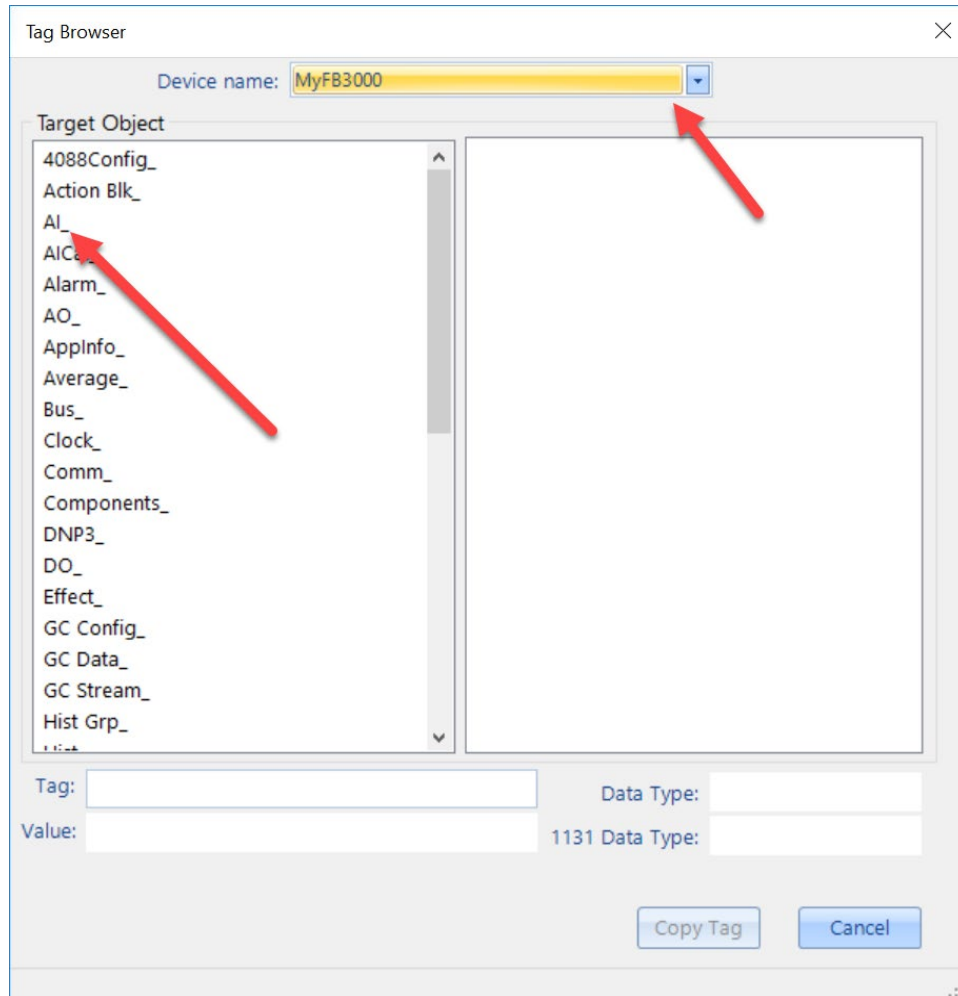 Tag Browser
Device name: MyFB3000
Target Object
4088Config_
Action Blk_
AI_
Alarm_
AO_
AppInfo_
Average_
Bus_
Clock_
Comm_
Components_
DNP3_
DO_
Effect_
GC Config_
GC Data_
GC Stream_
Hist Grp_
Tag:
Data Type:
Value:
1131 Data Type:
Copy Tag
Cancel